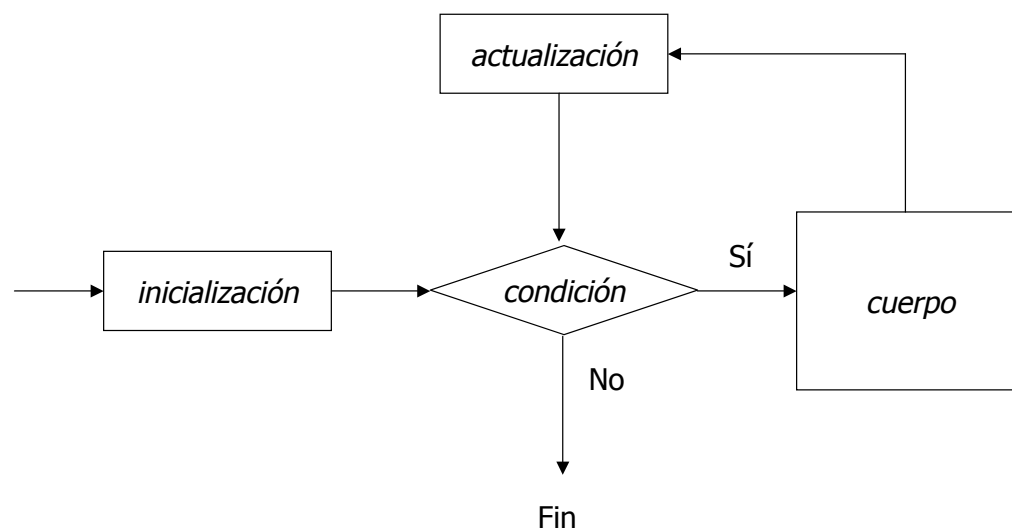 actualización
inicialización
condición
Sí
cuerpo
No
Fin